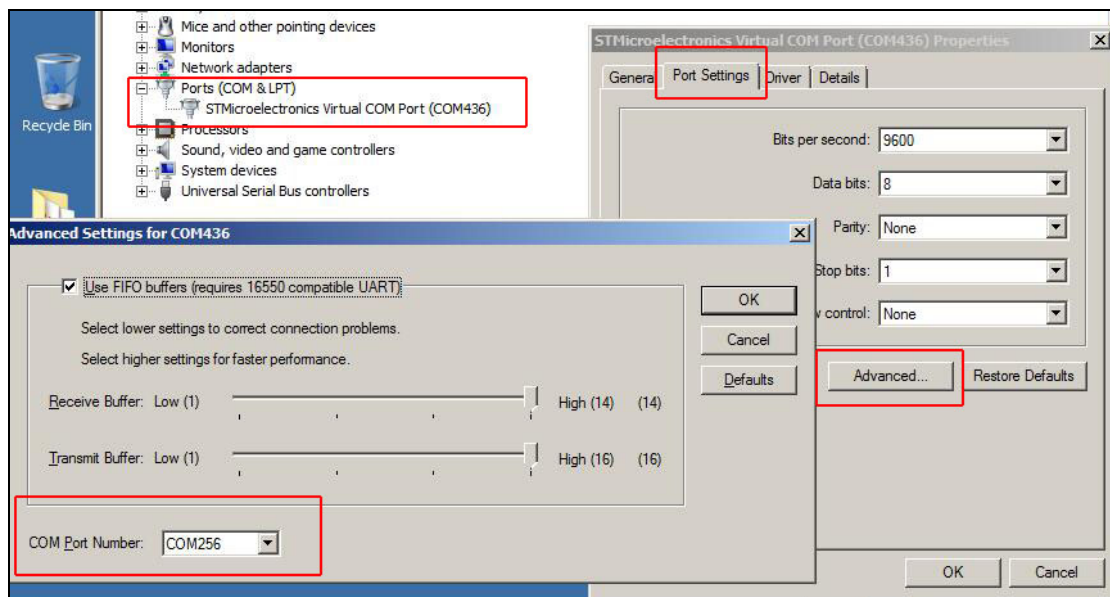 Mice and other pointing devices
Monitors
Network adapters
Ports (COM & LPT)
STMicroelectronics Virtual COM Port (COM436)
Processors
Sound, video and game controllers
System devices
Universal Serial Bus controllers
Recycle Bin
STMicroelectronics Virtual COM Port (COM436) Properties
General Port Settings Driver Details
Bits per second: 9600
Data bits: 8
Parity: None
Stop bits: 1
control: None
Advanced... Restore Defaults
OK Cancel
Advanced Settings for COM436
Use FIFO buffers (requires 16550 compatible UART)
Select lower settings to correct connection problems.
Select higher settings for faster performance.
Receive Buffer: Low (1) High (14) (14)
Transmit Buffer: Low (1) High (16) (16)
COM Port Number: COM256
OK
Cancel
Defaults